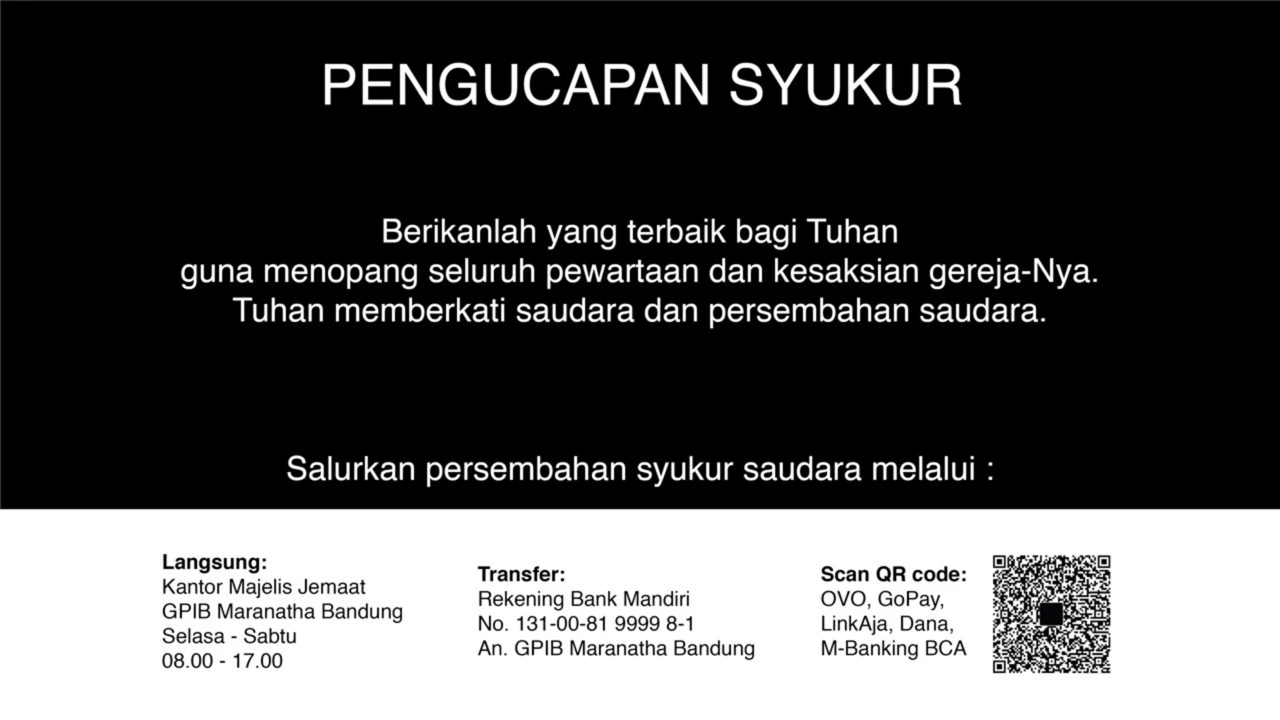 PENGUCAPAN SYUKUR
Berikanlah yang terbaik bagi Tuhan
guna menopang seluruh pewartaan dan kesaksian gereja-Nya.
Tuhan memberkati saudara dan persembahan saudara.
Salurkan persembahan syukur saudara melalui :
Langsung:
Kantor Majelis Jemaat
GPIB Maranatha Bandung
Selasa - Sabtu
08.00 - 17.00
Transfer:
Rekening Bank Mandiri
No. 131-00-81 9999 8-1
An. GPIB Maranatha Bandung
Scan QR code:
OVO, GoPay,
LinkAja, Dana,
M-Banking BCA